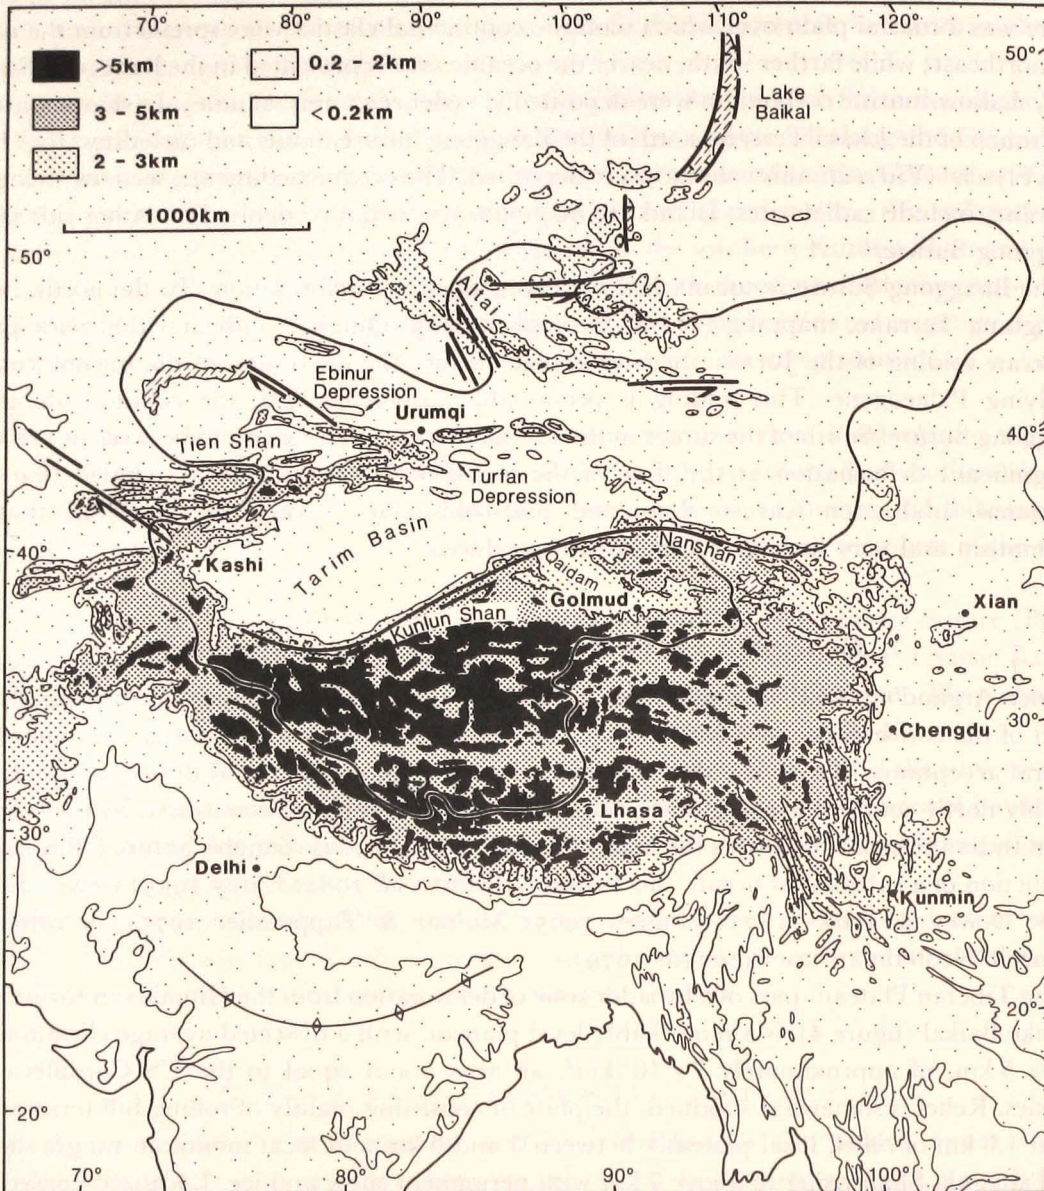 70° 80° 90° 100° 110° 120°
>5km
0.2 - 2km
3 - 5km
<0.2km
2 - 3km
1000km
50°
Lake
Baikal
50°
Altai
Ebinur
Depression
Urumqi
Tien Shan
40°
Turfan
Depression
Tarim Basin
40°
Kashi
Nanshan
Qaidam
Golmud
Xian
Kunlun Shan
30°
Chengdu
30°
Lhasa
Delhi
Kunmin
20°
20°
70° 80° 90° 100°